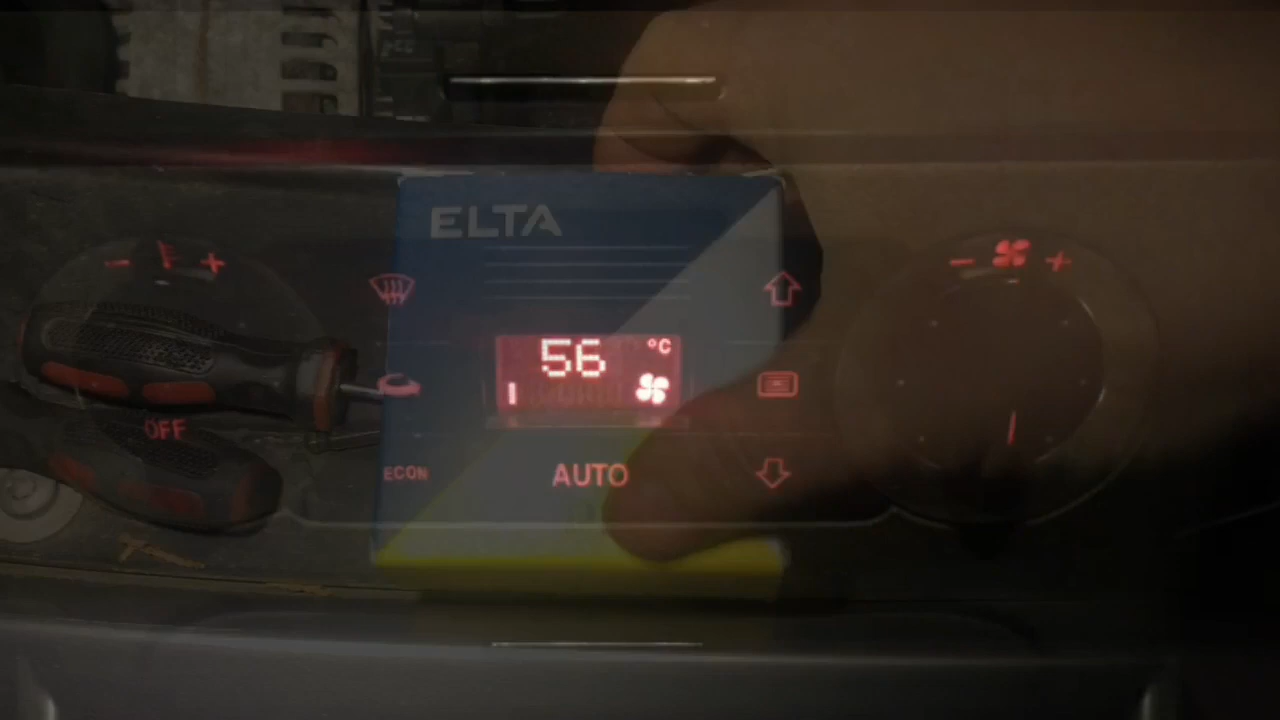 ELTA
- +
- +
56 °C
OFF
ECON
AUTO